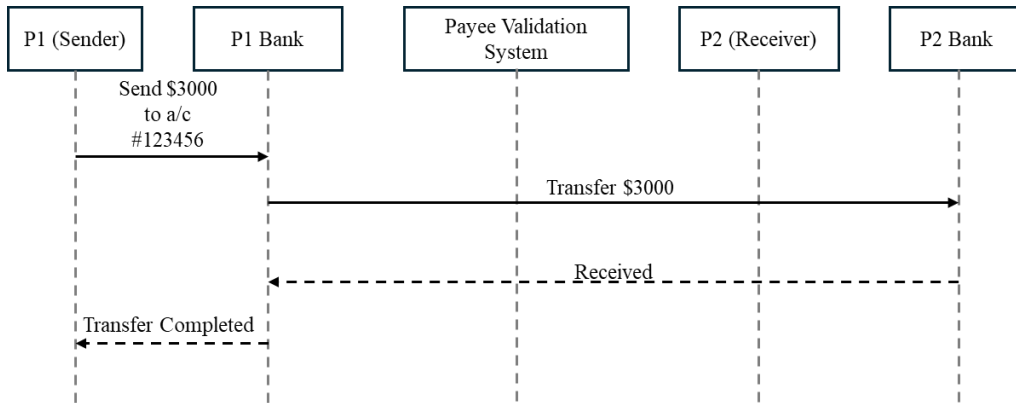 P1 (Sender)
P1 Bank
Payee Validation
System
P2 (Receiver)
P2 Bank
Send $3000
to a/c
#123456
Transfer $3000
Received
Transfer Completed